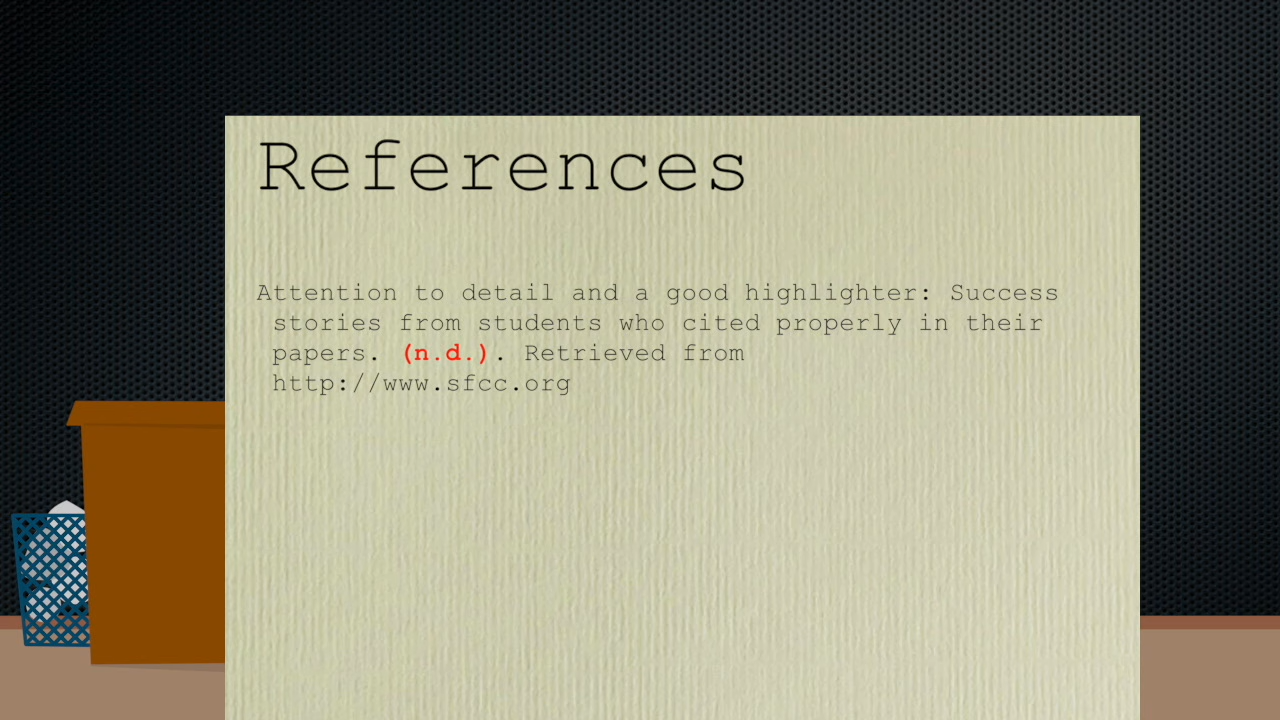 References
Attention to detail and a good highlighter: Success
stories from students who cited properly in their
papers. (n.d.). Retrieved from
http://www.sfcc.org